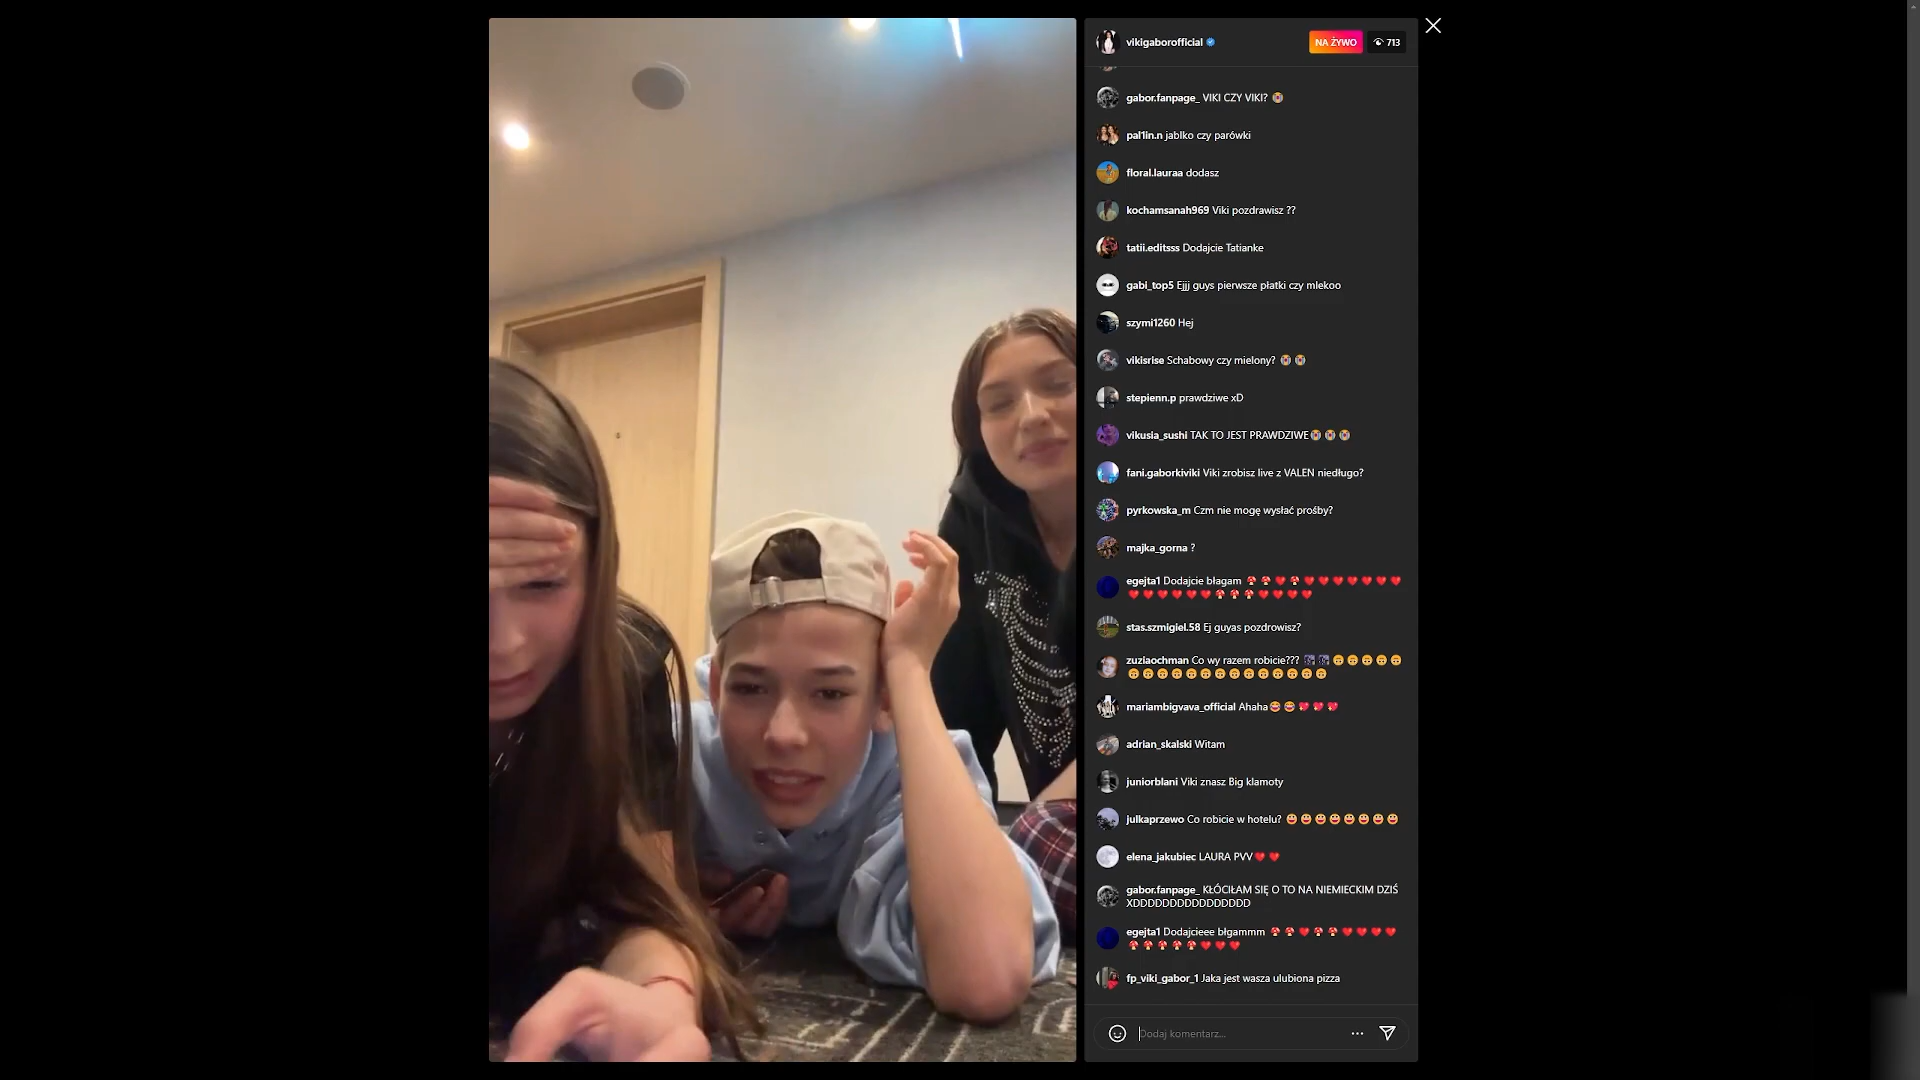 vikigaborofficial
NA ŻYWO
713
gabor.fanpage_ VIKI CZY VIKI? 😭
pal1in.n jablko czy parówki
floral.lauraa dodasz
kochamsanah969 Viki pozdrawisz ??
tatii.editsss Dodajcie Tatianke
gabi_top5 Ejjj guys pierwsze płatki czy mlekoo
szymi1260 Hej
vikisrise Schabowy czy mielony? 😭😭
stepienn.p prawdziwe xD
vikusia_sushi TAK TO JEST PRAWDZIWE😭😭😭
fani.gaborkiviki Viki zrobisz live z VALEN niedługo?
pyrkowska_m Czm nie mogę wysłać prośby?
majka_gorna ?
egejta1 Dodajcie błagam
stas.szmigiel.58 Ej guyas pozdrowisz?
zuziaochman Co wy razem robicie???
mariambigvava_official Ahaha
adrian_skalski Witam
juniorblani Viki znasz Big klamoty
julkaprzewo Co robicie w hotelu?
elena_jakubiec LAURA PVV❤❤
gabor.fanpage_ KŁÓCIŁAM SIĘ O TO NA NIEMIECKIM DZIŚ
XDDDDDDDDDDDDDDDD
egejta1 Dodajcieee błgammm
fp_viki_gabor_1 Jaka jest wasza ulubiona pizza
Dodaj komentarz...